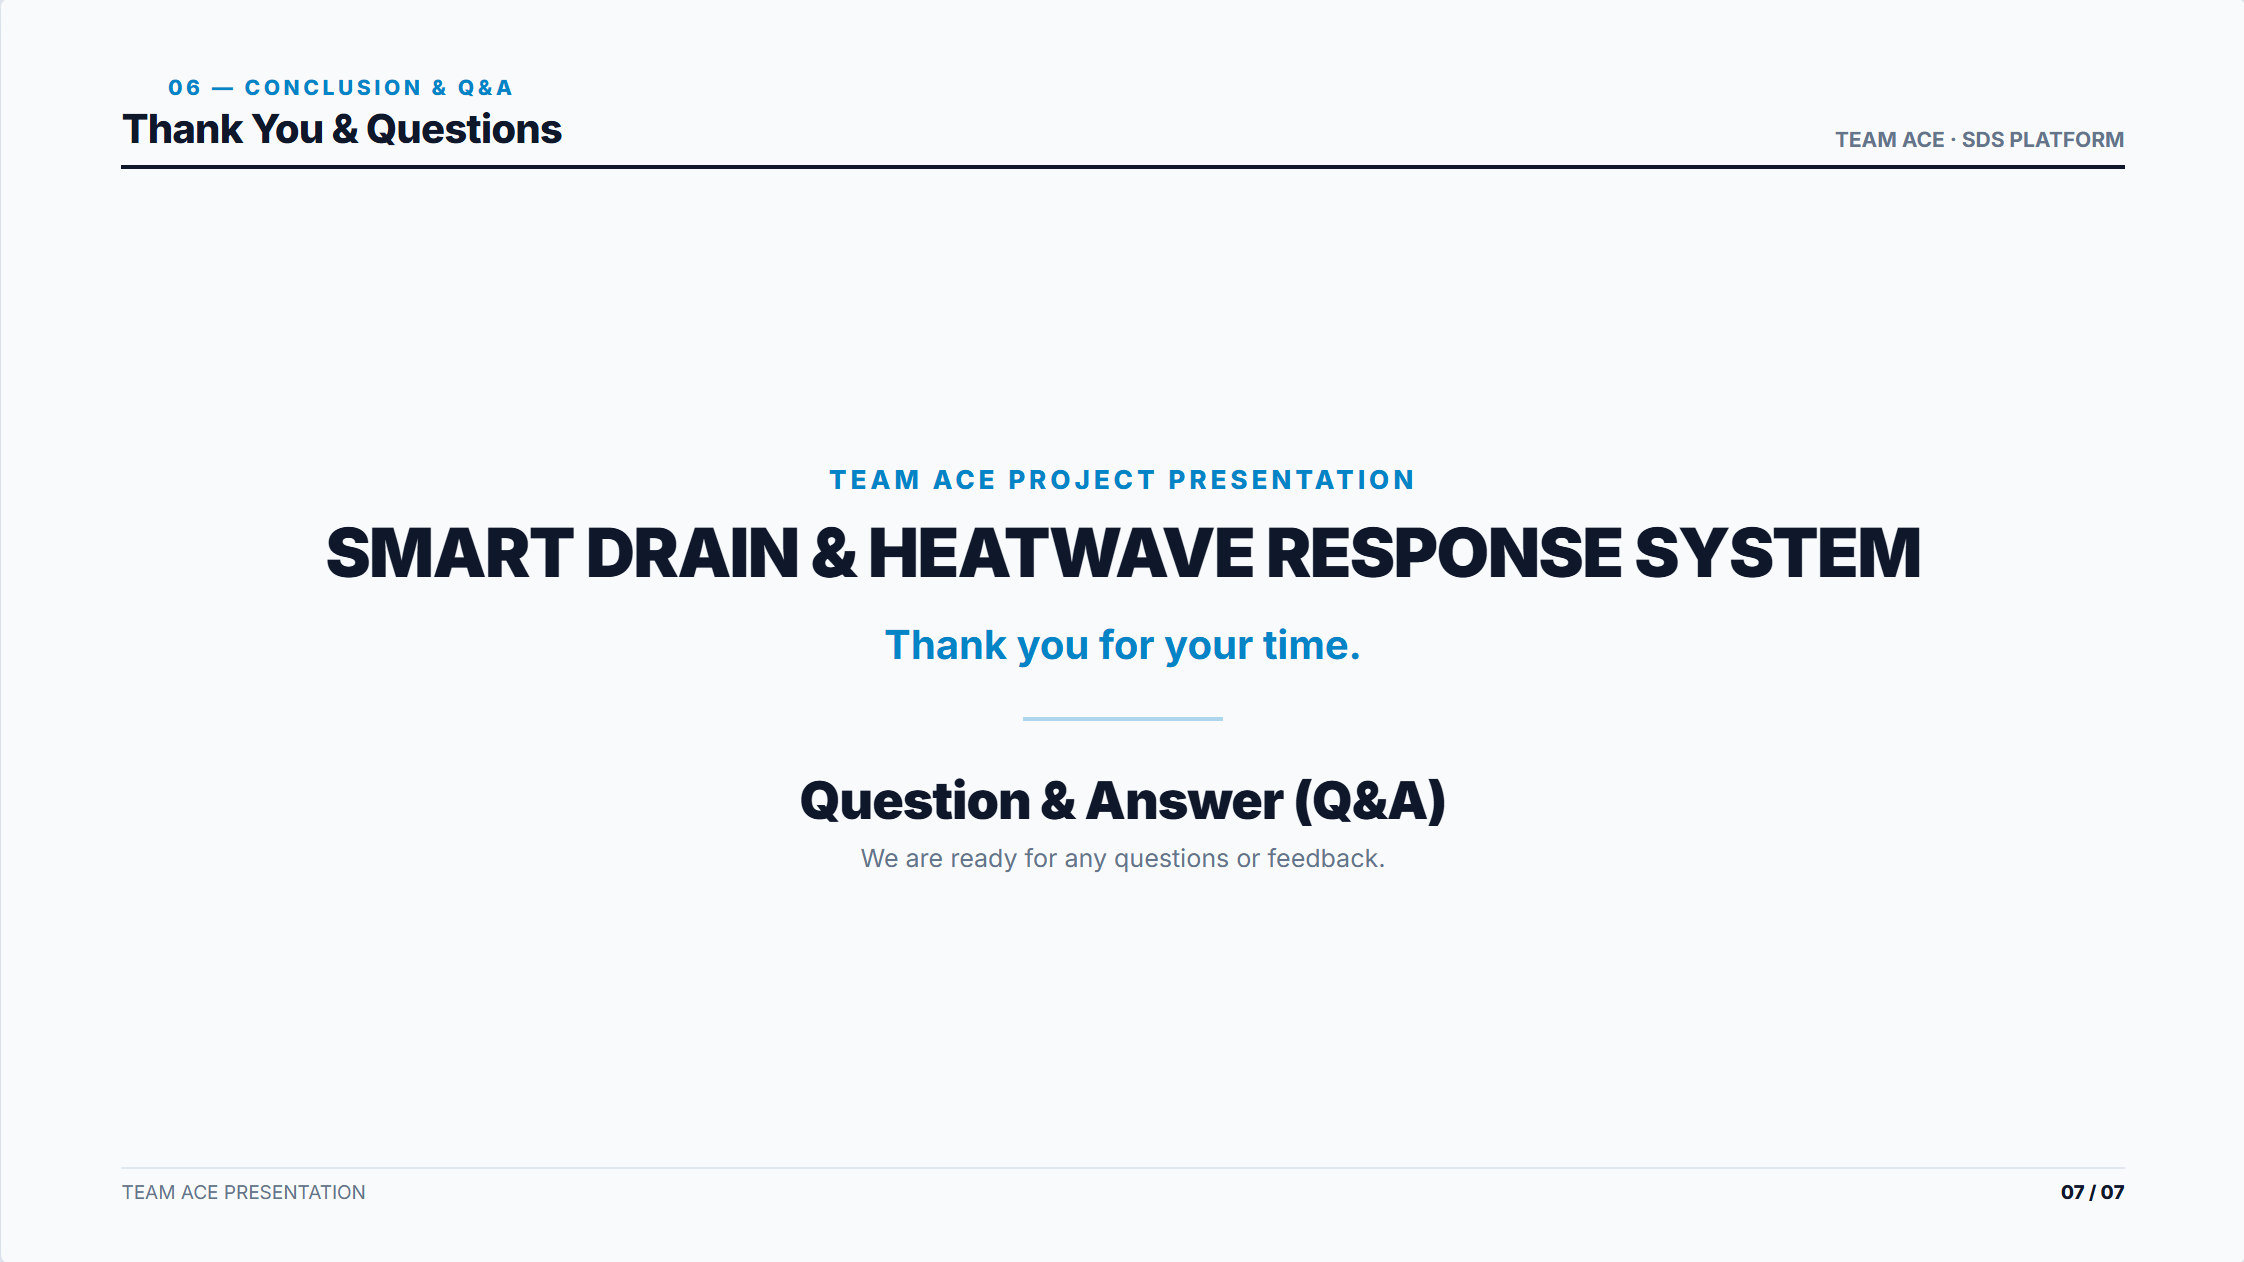 06 — CONCLUSION & Q&A
Thank You & Questions
TEAM ACE · SDS PLATFORM
TEAM ACE PROJECT PRESENTATION
SMART DRAIN & HEATWAVE RESPONSE SYSTEM
Thank you for your time.
Question & Answer (Q&A)
We are ready for any questions or feedback.
TEAM ACE PRESENTATION
07 / 07